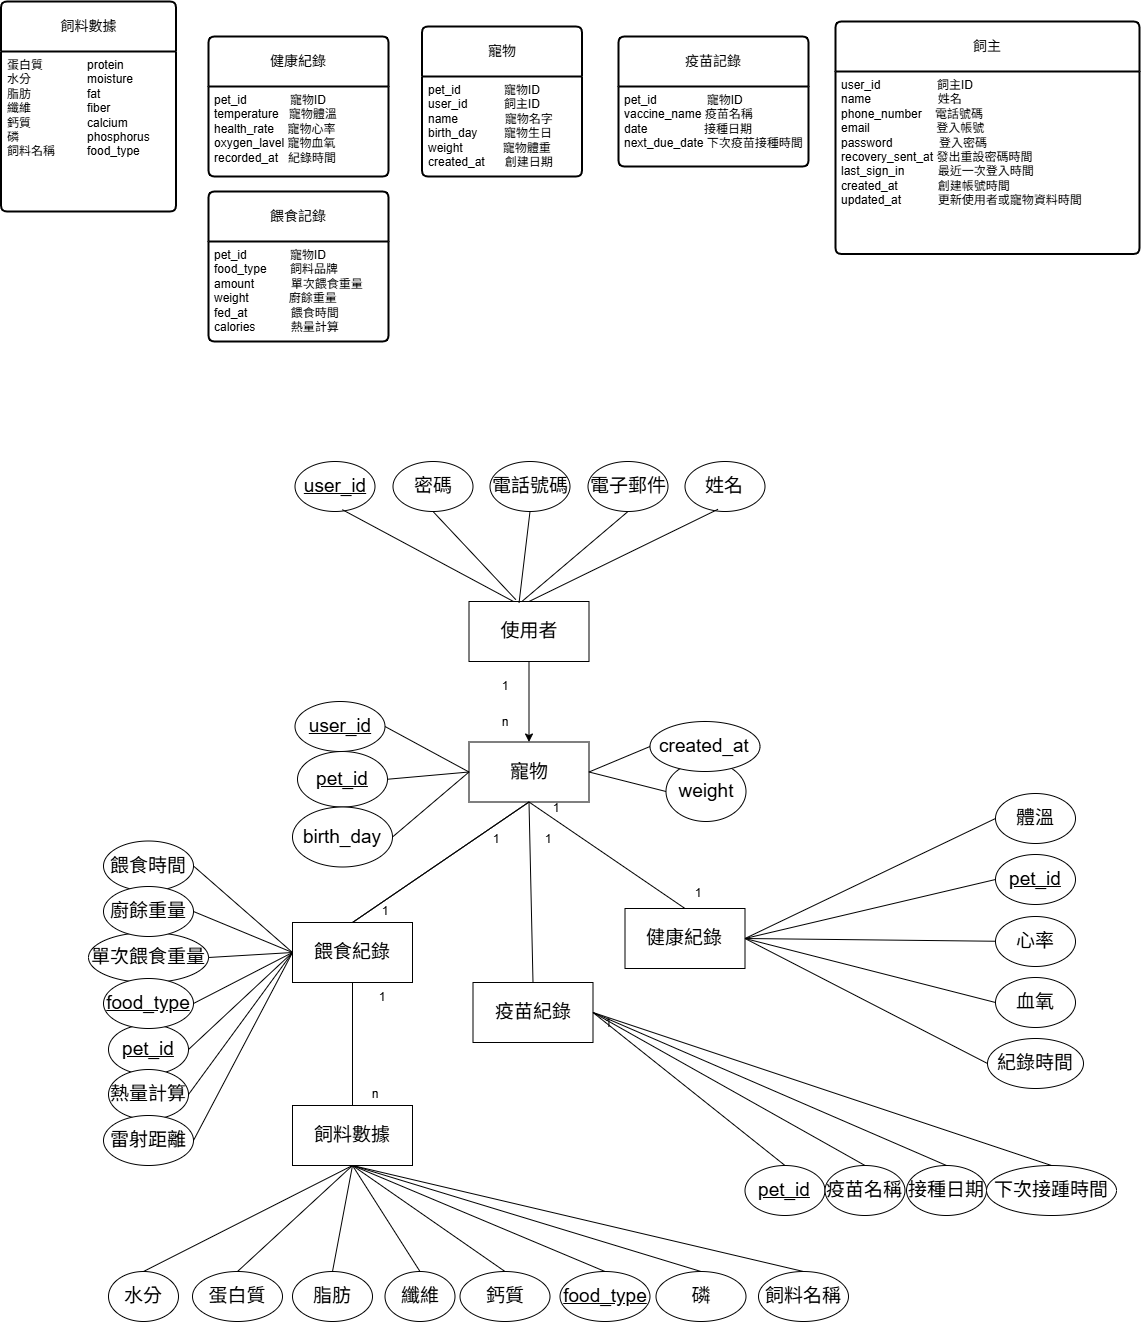 飼料數據
蛋白質 protein
水分 moisture
脂肪 fat
纖維 fiber
鈣質 calcium
磷 phosphorus
飼料名稱 food_type
健康紀錄
pet_id 寵物ID
temperature 寵物體溫
health_rate 寵物心率
oxygen_lavel 寵物血氧
recorded_at 紀錄時間
寵物
pet_id 寵物ID
user_id 飼主ID
name 寵物名字
birth_day 寵物生日
weight 寵物體重
created_at 創建日期
疫苗記錄
pet_id 寵物ID
vaccine_name 疫苗名稱
date 接種日期
next_due_date 下次疫苗接種時間
飼主
user_id 飼主ID
name 姓名
phone_number 電話號碼
email 登入帳號
password 登入密碼
recovery_sent_at 發出重設密碼時間
last_sign_in 最近一次登入時間
created_at 創建帳號時間
updated_at 更新使用者或寵物資料時間
餵食記錄
pet_id 寵物ID
food_type 飼料品牌
amount 單次餵食重量
weight 廚餘重量
fed_at 餵食時間
calories 熱量計算
user_id 密碼 電話號碼 電子郵件 姓名
使用者
1
n
user_id
pet_id
birth_day
寵物
created_at
weight
1
1
1
1
1
餵食時間
廚餘重量
單次餵食重量
food_type
pet_id
熱量計算
雷射距離
餵食紀錄
疫苗紀錄
健康紀錄
體溫
pet_id
心率
血氧
紀錄時間
1
1
n
飼料數據
pet_id 疫苗名稱 接種日期 下次接踵時間
水分 蛋白質 脂肪 纖維 鈣質 food_type 磷 飼料名稱